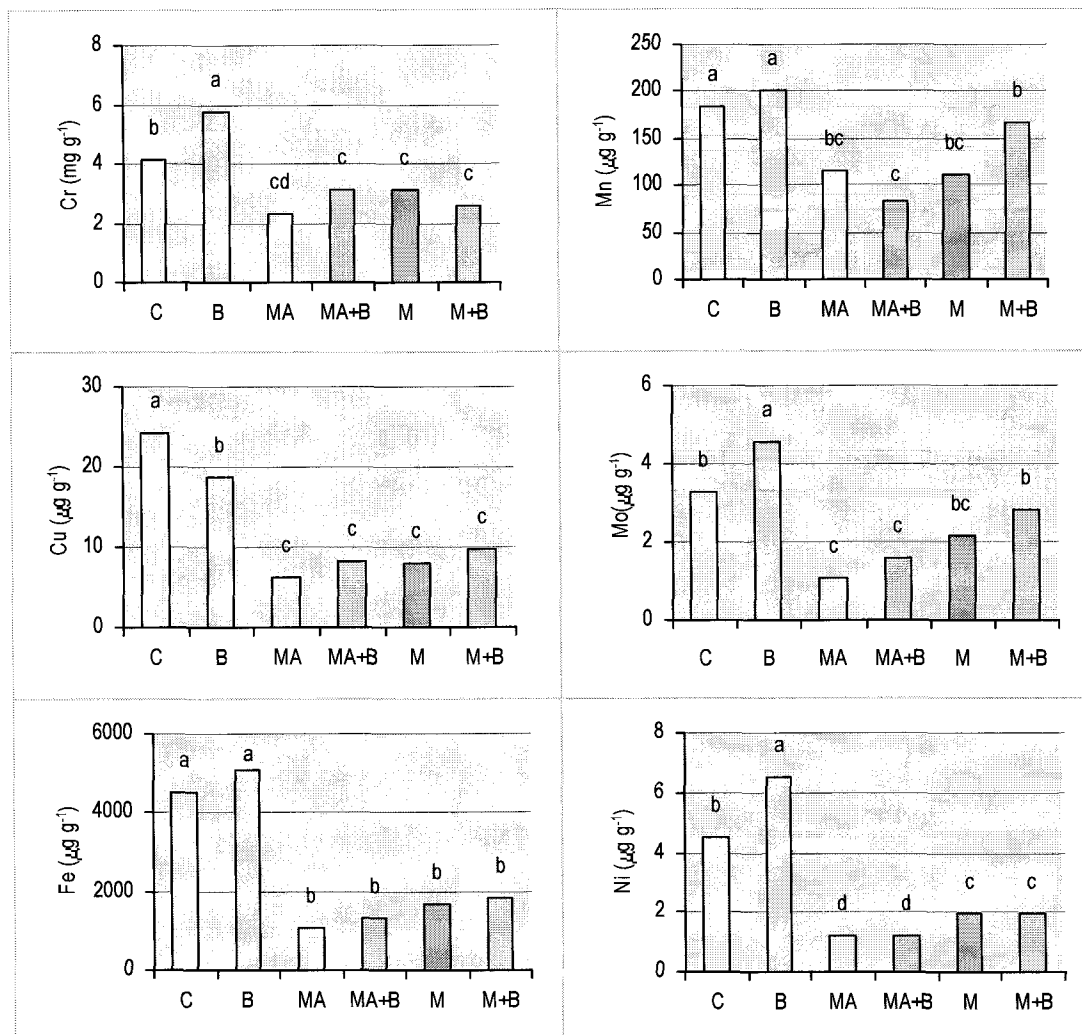 8
6
4
2
0
Cr (mg g⁻¹)
b
a
cd
c
c
c
C B MA MA+B M M+B
250
200
150
100
50
0
Mn (μg g⁻¹)
a
a
bc
c
bc
b
C B MA MA+B M M+B
30
20
10
0
Cu (μg g⁻¹)
a
b
c
c
c
c
C B MA MA+B M M+B
6
4
2
0
Mo(μg g⁻¹)
b
a
c
c
bc
b
C B MA MA+B M M+B
6000
4000
2000
0
Fe (μg g⁻¹)
a
a
b
b
b
b
C B MA MA+B M M+B
8
6
4
2
0
Ni (μg g⁻¹)
b
a
d
d
c
c
C B MA MA+B M M+B